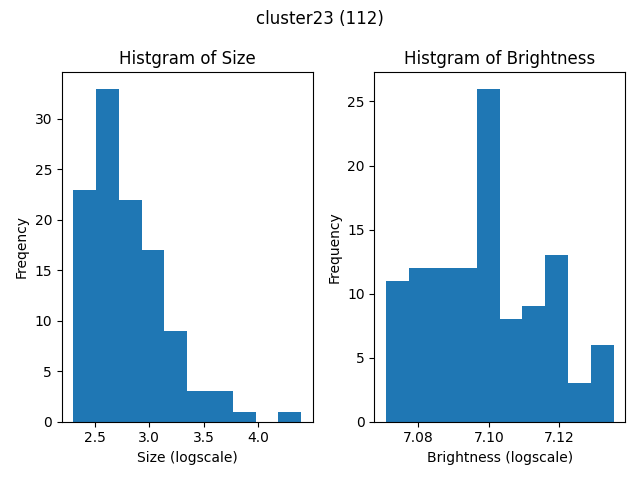 cluster23 (112)
Histgram of Size
Histgram of Brightness
Freqency
30
25
20
15
10
5
0
2.5 3.0 3.5 4.0
Size (logscale)
Frequency
25
20
15
10
5
0
7.08 7.10 7.12
Brightness (logscale)